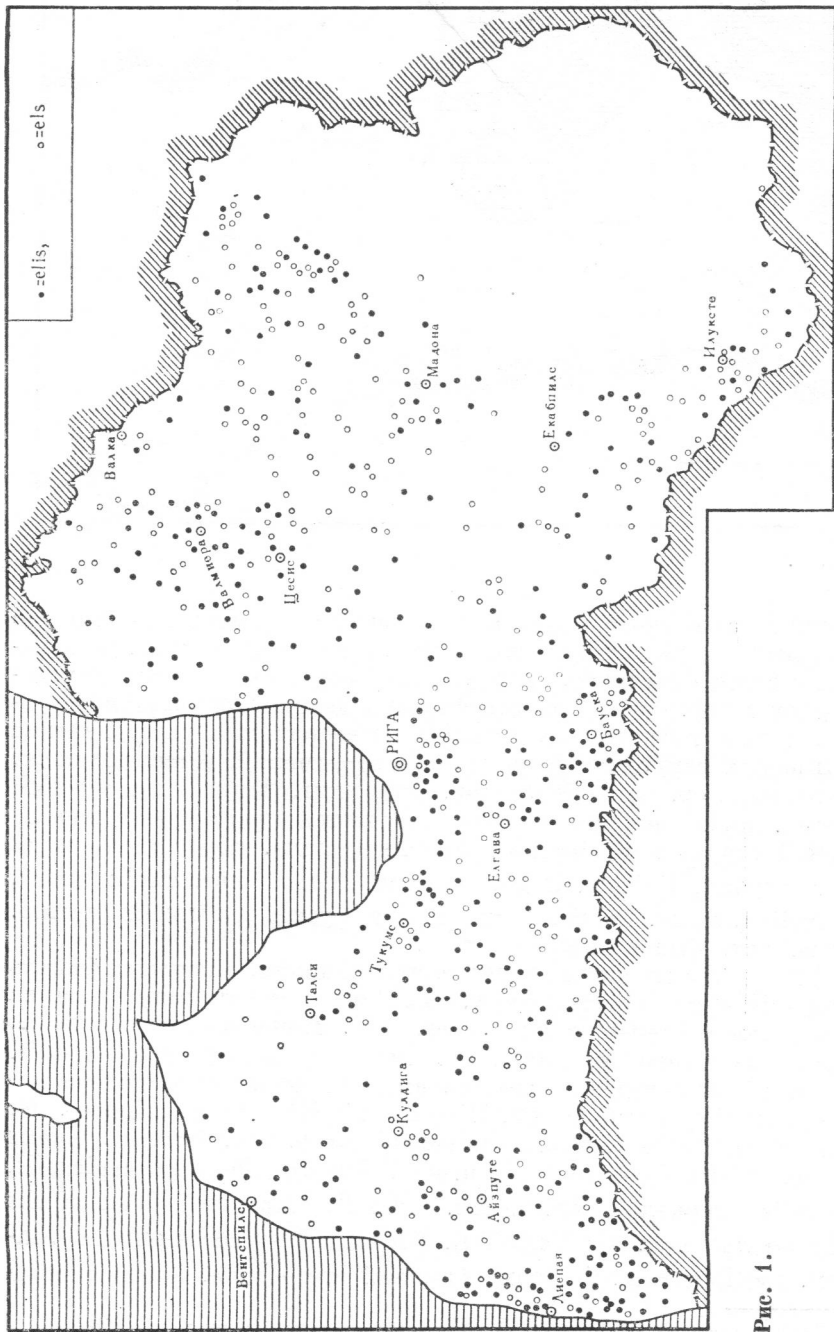 •=elis, ∘=els
Валка
Валмиера
Цесис
Мадона
Екабпилс
Илуксте
РИГА
Бауска
Елгава
Тукумс
Талси
Вентспилс
Кулдига
Айзпуте
Лиепая
Рис. 1.